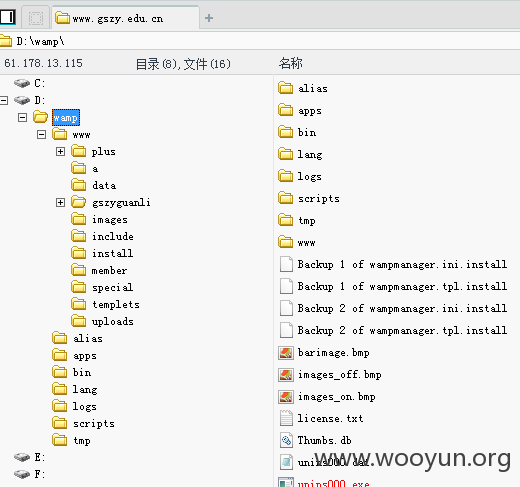 www.gszy.edu.cn
D:\wamp\
61.178.13.115
目录(8),文件(16)
名称
C:
D:
wamp
www
plus
a
data
gszyguanli
images
include
install
member
special
templets
uploads
alias
apps
bin
lang
logs
scripts
tmp
E:
F:
alias
apps
bin
lang
logs
scripts
tmp
www
Backup 1 of wampmanager.ini.install
Backup 1 of wampmanager.tpl.install
Backup 2 of wampmanager.ini.install
Backup 2 of wampmanager.tpl.install
barimage.bmp
images_off.bmp
images_on.bmp
license.txt
Thumbs.db
unins000.dat
unins000.exe
www.wooyun.org